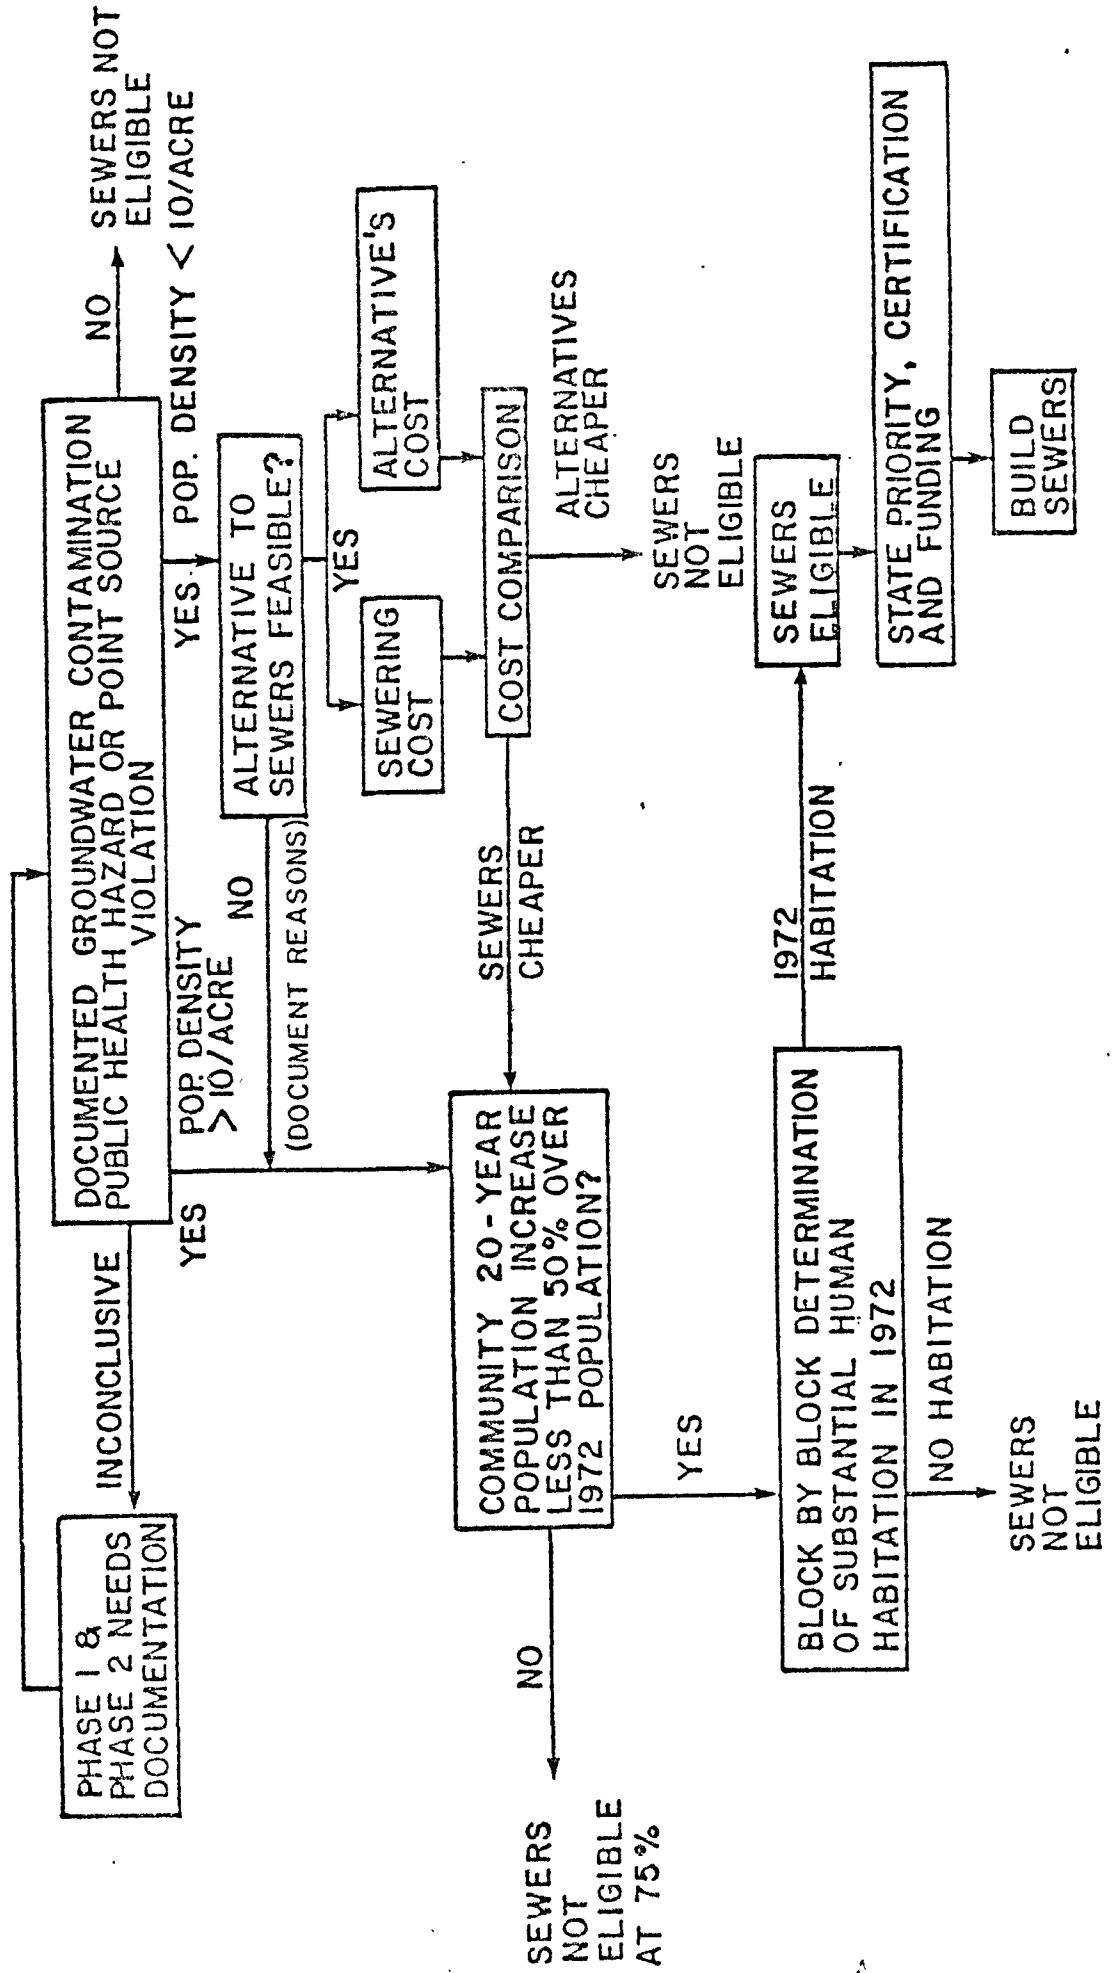 PHASE 1 &
PHASE 2 NEEDS
DOCUMENTATION
INCONCLUSIVE
DOCUMENTED GROUNDWATER CONTAMINATION
PUBLIC HEALTH HAZARD OR POINT SOURCE
VIOLATION
NO
SEWERS NOT
ELIGIBLE
YES
POP. DENSITY
> 10/ACRE
YES. POP. DENSITY < 10/ACRE
NO
(DOCUMENT REASONS)
ALTERNATIVE TO
SEWERS FEASIBLE?
YES
SEWERING
COST
ALTERNATIVE'S
COST
COST COMPARISON
SEWERS
CHEAPER
ALTERNATIVES
CHEAPER
SEWERS
NOT
ELIGIBLE
COMMUNITY 20-YEAR
POPULATION INCREASE
LESS THAN 50% OVER
1972 POPULATION?
NO
SEWERS
NOT
ELIGIBLE
AT 75%
YES
BLOCK BY BLOCK DETERMINATION
OF SUBSTANTIAL HUMAN
HABITATION IN 1972
1972
HABITATION
SEWERS
ELIGIBLE
STATE PRIORITY, CERTIFICATION
AND FUNDING
BUILD
SEWERS
NO HABITATION
SEWERS
NOT
ELIGIBLE